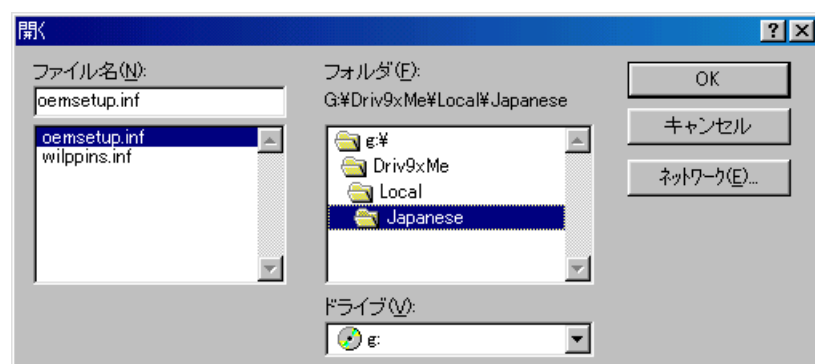 開く
ファイル名(N):
oemsetup.inf
oemsetup.inf
wilppins.inf
フォルダ(F):
G:¥Driv9xMe¥Local¥Japanese
g:¥
Driv9xMe
Local
Japanese
ドライブ(V):
g:
OK
キャンセル
ネットワーク(E)...